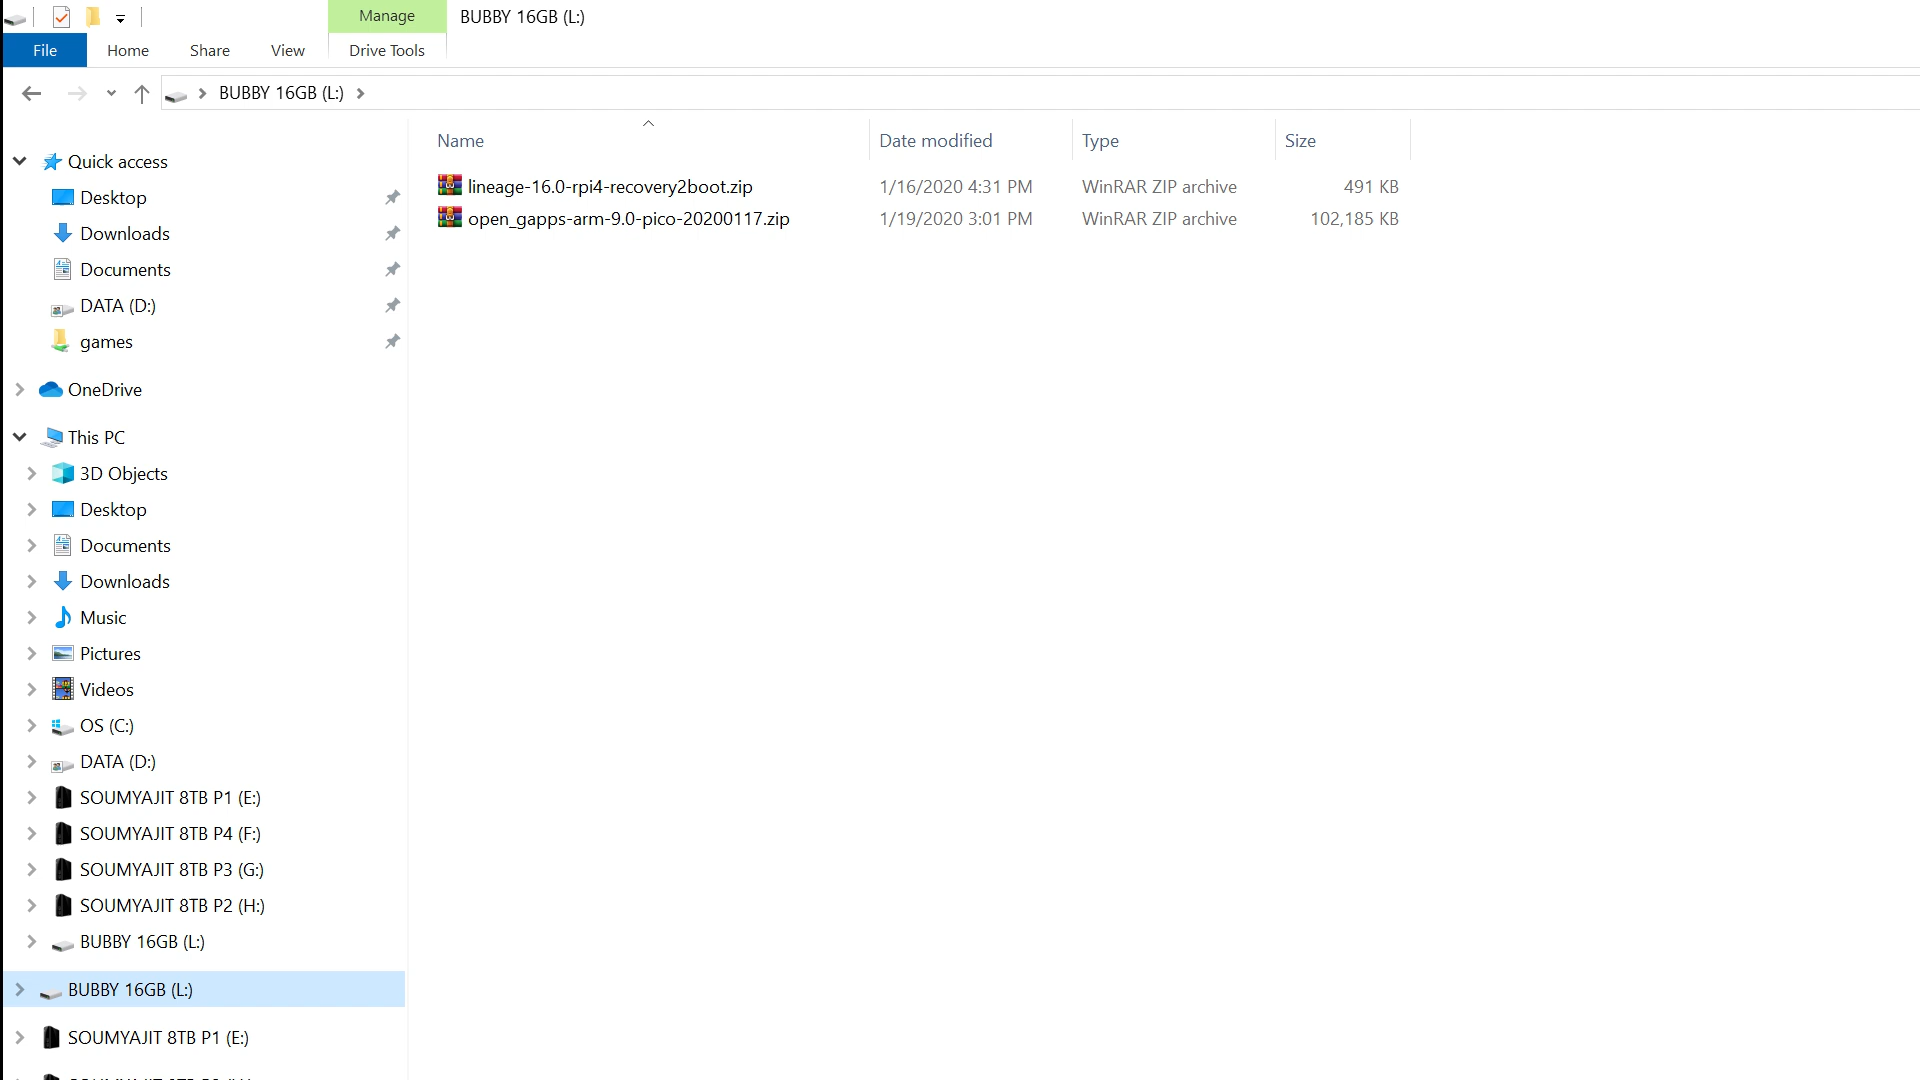 Manage
BUBBY 16GB (L:)
File
Home
Share
View
Drive Tools
BUBBY 16GB (L:)
Name
Date modified
Type
Size
lineage-16.0-rpi4-recovery2boot.zip
1/16/2020 4:31 PM
WinRAR ZIP archive
491 KB
open_gapps-arm-9.0-pico-20200117.zip
1/19/2020 3:01 PM
WinRAR ZIP archive
102,185 KB
Quick access
Desktop
Downloads
Documents
DATA (D:)
games
OneDrive
This PC
3D Objects
Desktop
Documents
Downloads
Music
Pictures
Videos
OS (C:)
DATA (D:)
SOUMYAJIT 8TB P1 (E:)
SOUMYAJIT 8TB P4 (F:)
SOUMYAJIT 8TB P3 (G:)
SOUMYAJIT 8TB P2 (H:)
BUBBY 16GB (L:)
BUBBY 16GB (L:)
SOUMYAJIT 8TB P1 (E:)